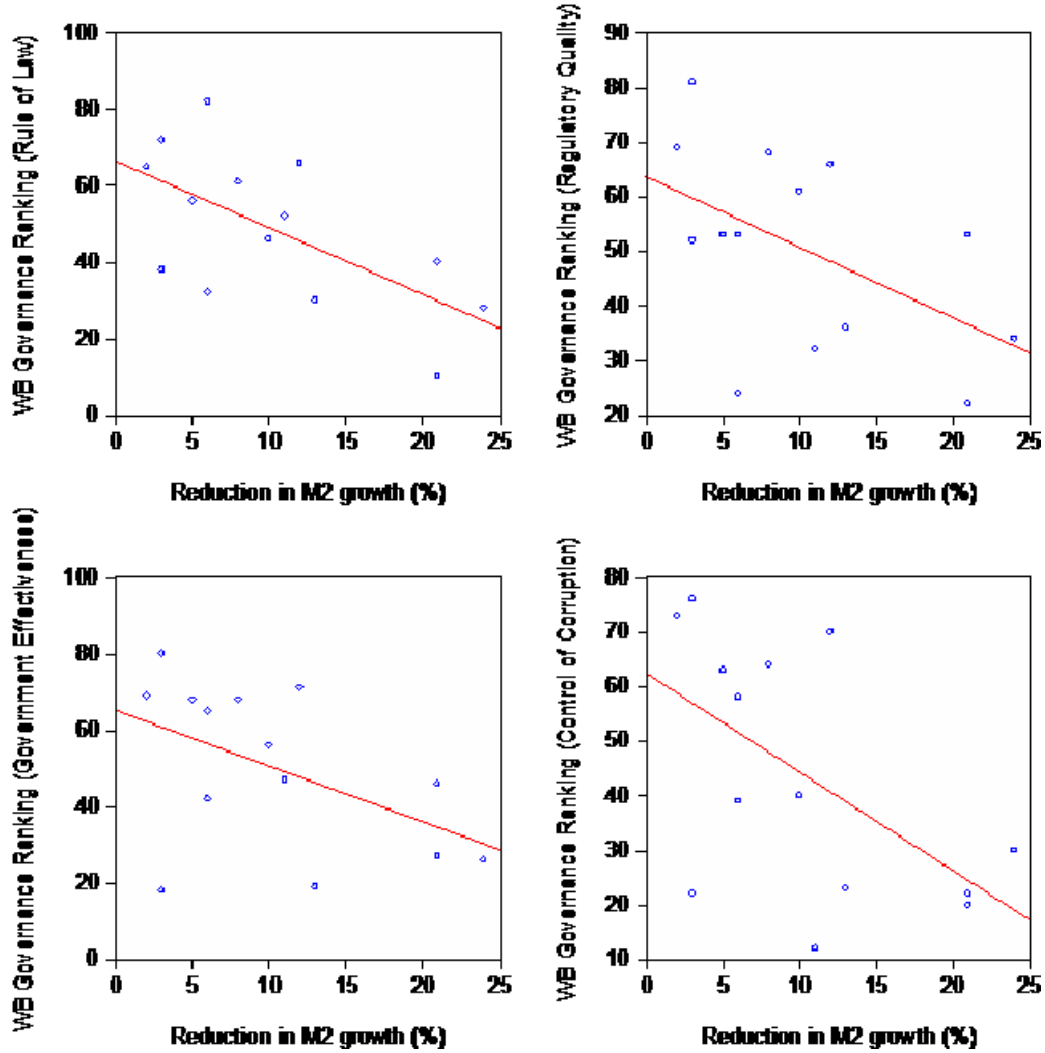 WB Governance Ranking (Rule of Law)
100
80
60
40
20
0
0 5 10 15 20 25
Reduction in M2 growth (%)
WB Governance Ranking (Regulatory Quality)
90
80
70
60
50
40
30
20
0 5 10 15 20 25
Reduction in M2 growth (%)
WB Governance Ranking (Government Effectiveness)
100
80
60
40
20
0
0 5 10 15 20 25
Reduction in M2 growth (%)
WB Governance Ranking (Control of Corruption)
80
70
60
50
40
30
20
10
0 5 10 15 20 25
Reduction in M2 growth (%)